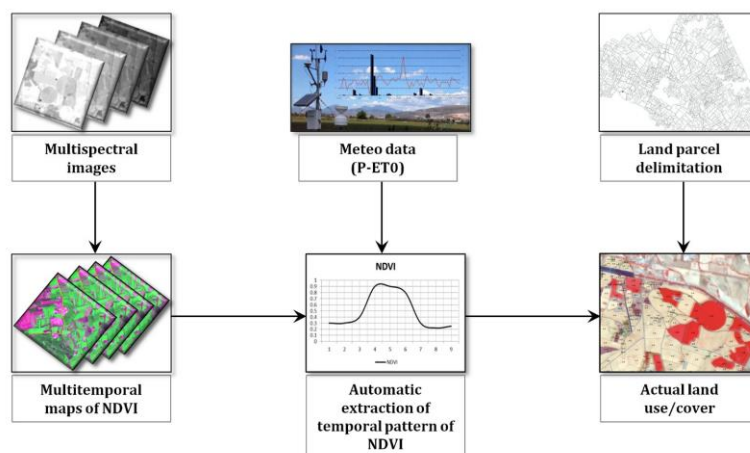 Multispectral
images
Meteo data
(P-ET0)
Land parcel
delimitation
NDVI
1
0.9
0.8
0.7
0.6
0.5
0.4
0.3
0.2
0.1
0
1 2 3 4 5 6 7 8 9
NDVI
Multitemporal
maps of NDVI
Automatic
extraction of
temporal pattern of
NDVI
Actual land
use/cover